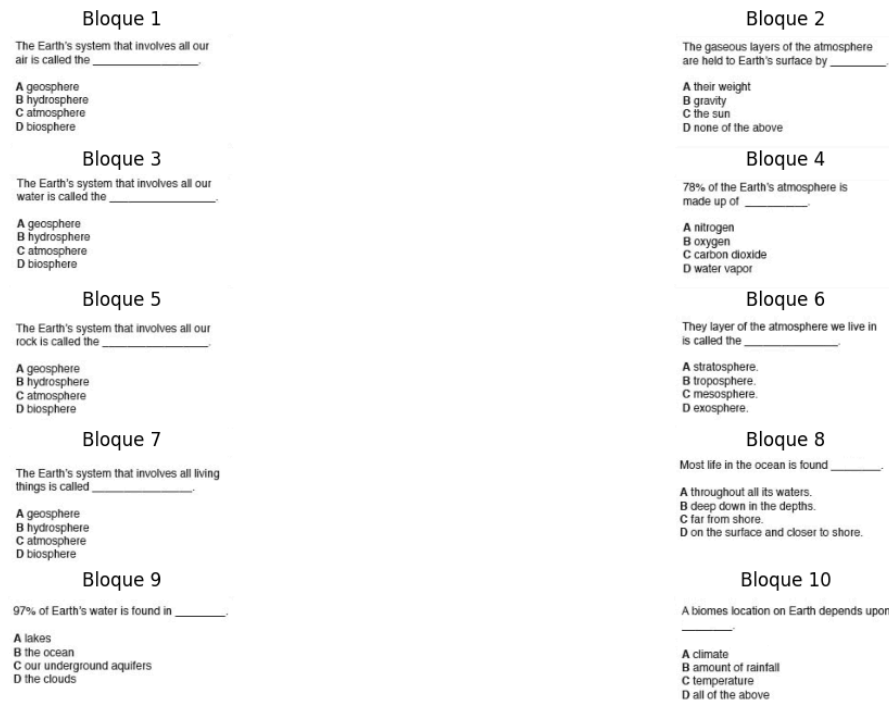 Bloque 1
The Earth's system that involves all our
air is called the _________________.
A geosphere
B hydrosphere
C atmosphere
D biosphere
Bloque 2
The gaseous layers of the atmosphere
are held to Earth's surface by _________.
A their weight
B gravity
C the sun
D none of the above
Bloque 3
The Earth's system that involves all our
water is called the _________________.
A geosphere
B hydrosphere
C atmosphere
D biosphere
Bloque 4
78% of the Earth's atmosphere is
made up of __________.
A nitrogen
B oxygen
C carbon dioxide
D water vapor
Bloque 5
The Earth's system that involves all our
rock is called the _________________.
A geosphere
B hydrosphere
C atmosphere
D biosphere
Bloque 6
They layer of the atmosphere we live in
is called the _______________.
A stratosphere.
B troposphere.
C mesosphere.
D exosphere.
Bloque 7
The Earth's system that involves all living
things is called ________________.
A geosphere
B hydrosphere
C atmosphere
D biosphere
Bloque 8
Most life in the ocean is found ________.
A throughout all its waters.
B deep down in the depths.
C far from shore.
D on the surface and closer to shore.
Bloque 9
97% of Earth's water is found in ________.
A lakes
B the ocean
C our underground aquifers
D the clouds
Bloque 10
A biomes location on Earth depends upon
________.
A climate
B amount of rainfall
C temperature
D all of the above